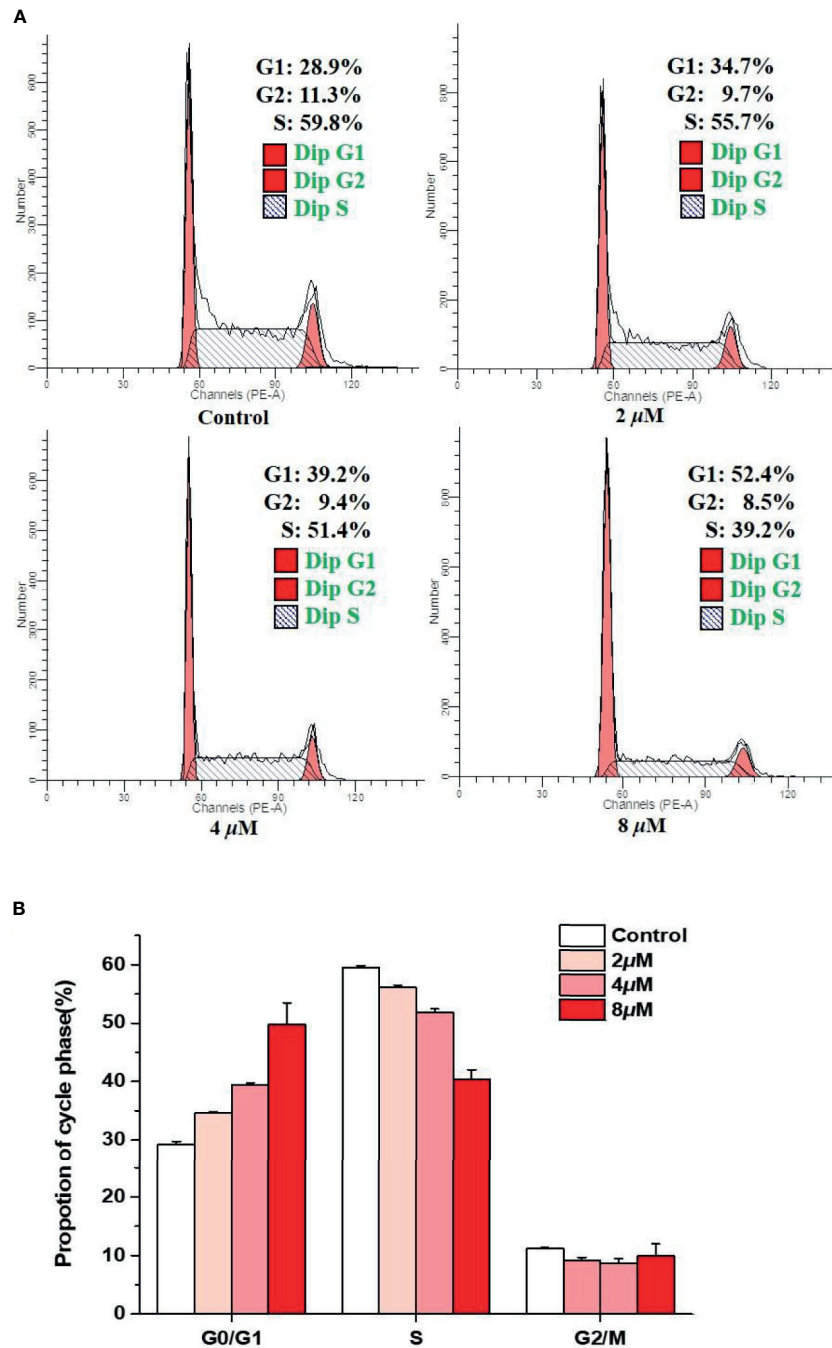 A
Number
600
500
400
300
200
100
0
G1: 28.9%
G2: 11.3%
S: 59.8%
Dip G1
Dip G2
Dip S
0 60 120
Channels (PE-A)
Control
Number
800
600
400
200
0
G1: 34.7%
G2: 9.7%
S: 55.7%
Dip G1
Dip G2
Dip S
0 30 60 90 120
Channels (PE-A)
2 µM
Number
600
500
400
300
200
100
0
G1: 39.2%
G2: 9.4%
S: 51.4%
Dip G1
Dip G2
Dip S
0 60 120
Channels (PE-A)
4 µM
Number
800
600
400
200
0
G1: 52.4%
G2: 8.5%
S: 39.2%
Dip G1
Dip G2
Dip S
0 30 60 90 120
Channels (PE-A)
8 µM
B
Propotion of cycle phase(%)
60
50
40
30
20
10
0
Control
2µM
4µM
8µM
G0/G1 S G2/M